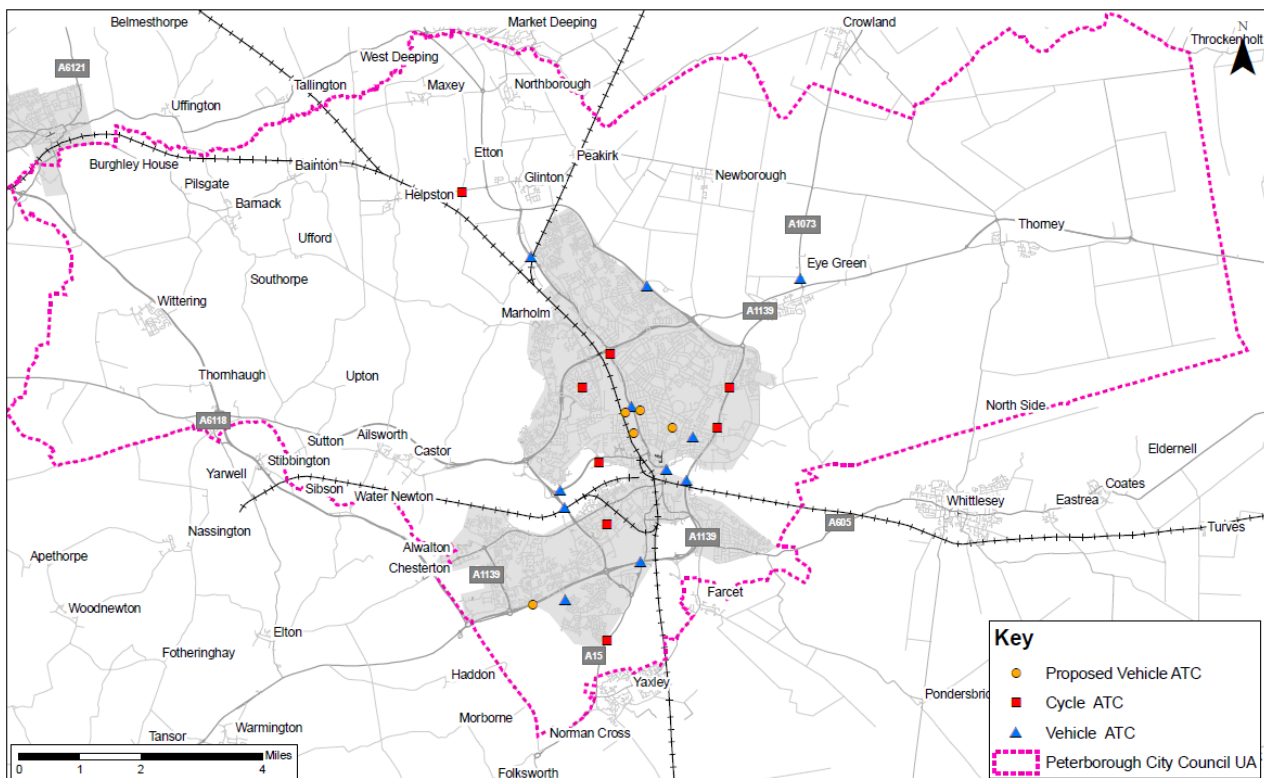 Belmesthorpe
Market Deeping
Crowland
N
Throckenholt
A6121
West Deeping
Tallington
Maxey
Northborough
Uffington
Burghley House
Bainton
Etton
Peakirk
Pilsgate
Glinton
Newborough
Barnack
Helpston
A1073
Thorney
Ufford
Eye Green
Southorpe
Wittering
Marholm
A1139
Thornhaugh
Upton
North Side
A6118
Sutton
Ailsworth
Castor
Eldernell
Yarwell
Stibbington
Sibson
Water Newton
Whittlesey
Coates
Eastrea
Nassington
A605
Turves
Alwalton
A1139
Apethorpe
Chesterton
A1139
Woodnewton
Farcet
Elton
Fotheringhay
A15
Haddon
Yaxley
Pondersbrid
Morborne
Warmington
Norman Cross
Tansor
Folksworth
Key
Proposed Vehicle ATC
Cycle ATC
Vehicle ATC
Peterborough City Council UA
Miles
0 1 2 4